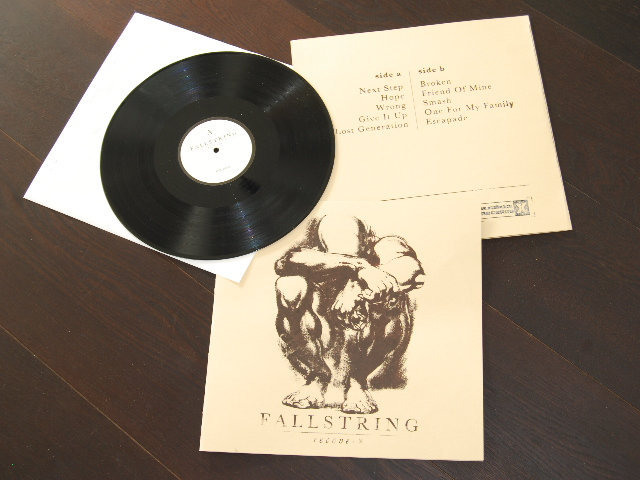 A
FALLSTRING
side a
Next Step
Hope
Wrong
Give It Up
Lost Generation
side b
Broken
Friend Of Mine
Smash
One For My Family
Escapade
FALLSTRING